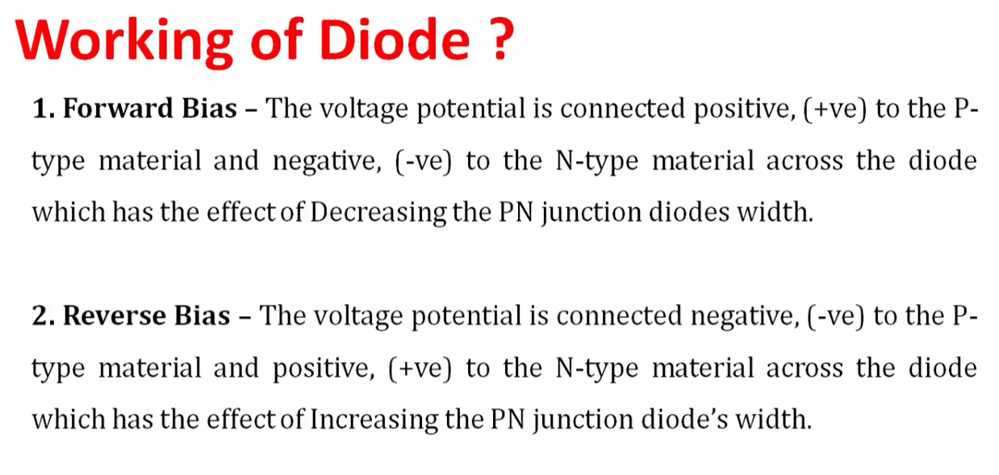 Working of Diode ?
1. Forward Bias – The voltage potential is connected positive, (+ve) to the P-
type material and negative, (-ve) to the N-type material across the diode
which has the effect of Decreasing the PN junction diodes width.
2. Reverse Bias – The voltage potential is connected negative, (-ve) to the P-
type material and positive, (+ve) to the N-type material across the diode
which has the effect of Increasing the PN junction diode’s width.